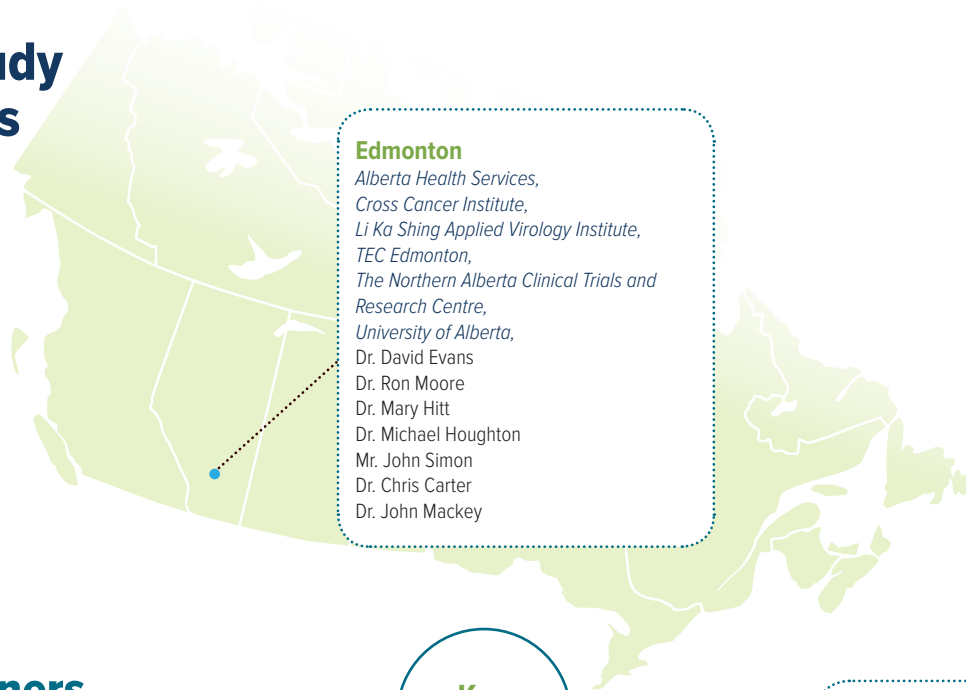 Edmonton
Alberta Health Services,
Cross Cancer Institute,
Li Ka Shing Applied Virology Institute,
TEC Edmonton,
The Northern Alberta Clinical Trials and
Research Centre,
University of Alberta,
Dr. David Evans
Dr. Ron Moore
Dr. Mary Hitt
Dr. Michael Houghton
Mr. John Simon
Dr. Chris Carter
Dr. John Mackey